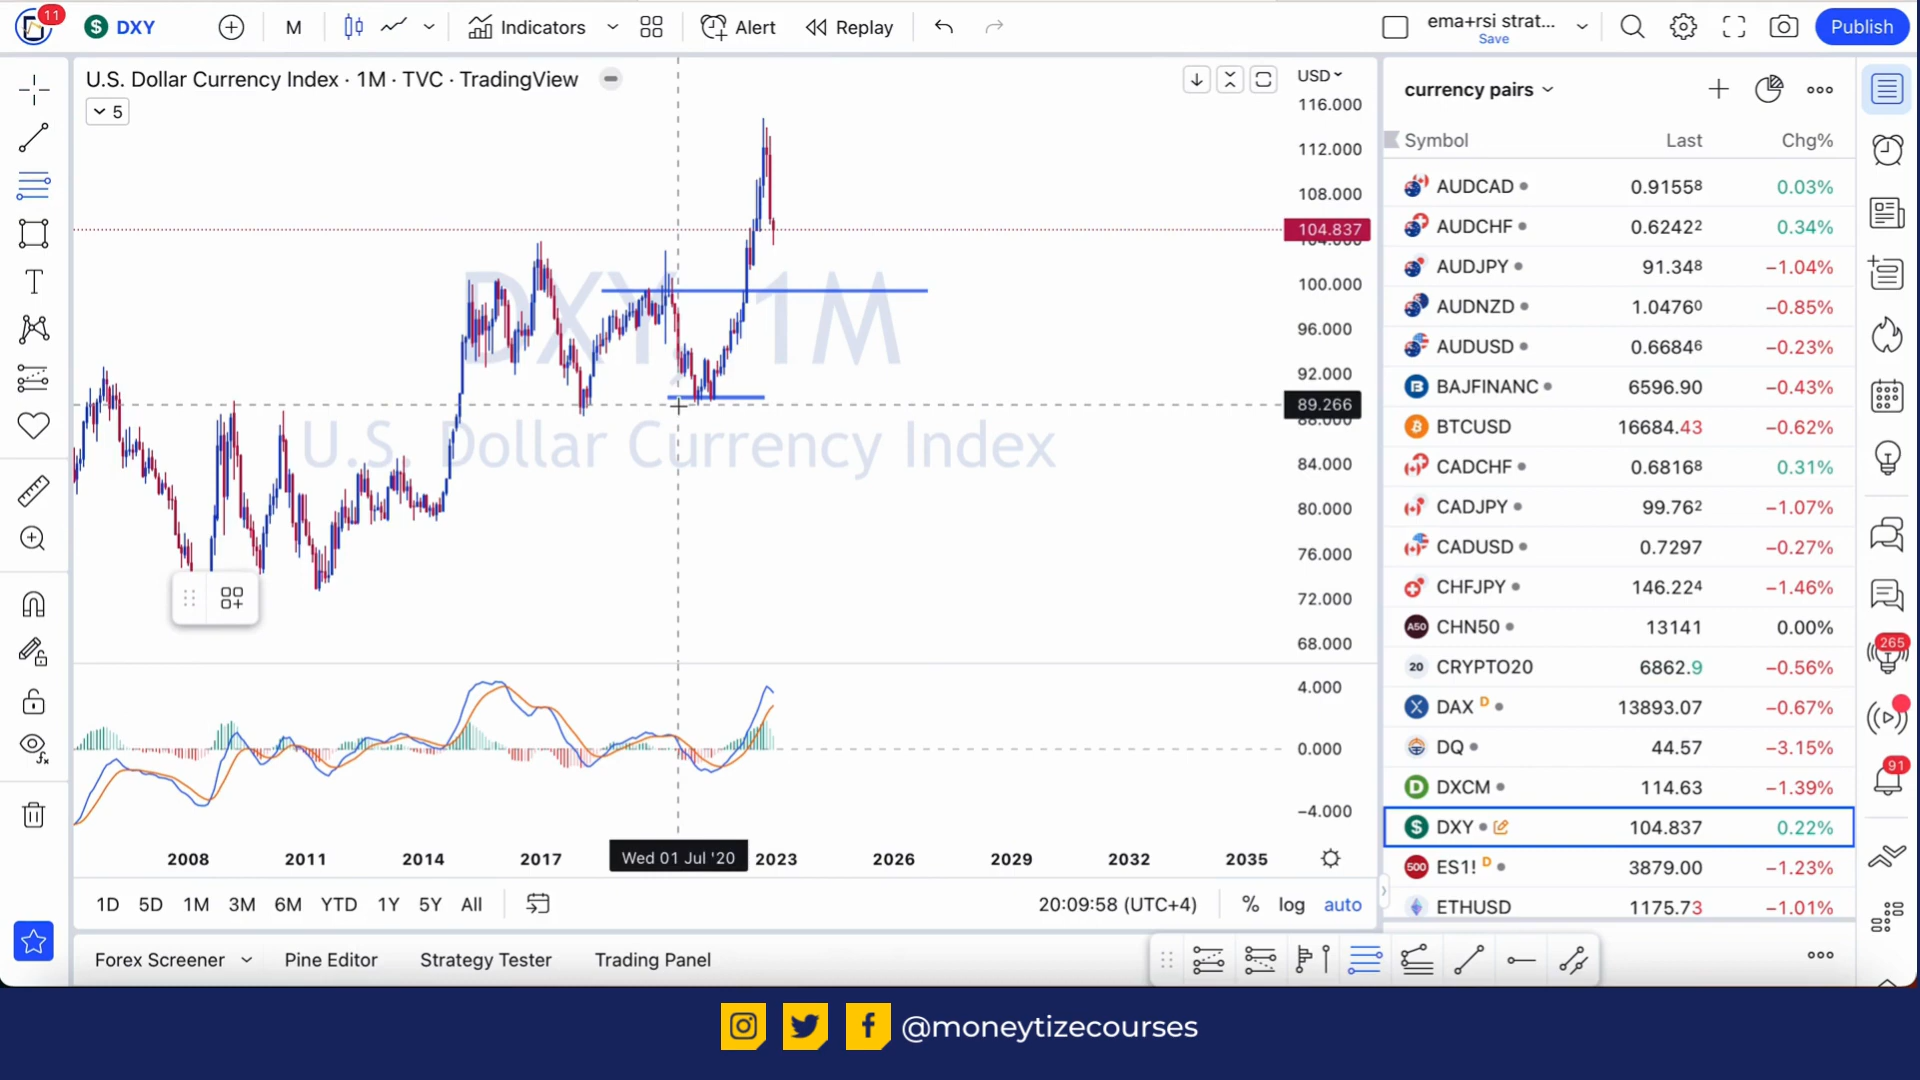 11
DXY
M
Indicators
Alert
Replay
ema+rsi strat...
Save
Publish
U.S. Dollar Currency Index · 1M · TVC · TradingView
5
USD
DXY, 1M
U.S. Dollar Currency Index
116.000
112.000
108.000
104.837
104.000
100.000
96.000
92.000
89.266
88.000
84.000
80.000
76.000
72.000
68.000
4.000
0.000
−4.000
2008
2011
2014
2017
Wed 01 Jul '20
2023
2026
2029
2032
2035
1D
5D
1M
3M
6M
YTD
1Y
5Y
All
20:09:58 (UTC+4)
%
log
auto
Forex Screener
Pine Editor
Strategy Tester
Trading Panel
currency pairs
Symbol Last Chg%
AUDCAD 0.91558 0.03%
AUDCHF 0.62422 0.34%
AUDJPY 91.348 −1.04%
AUDNZD 1.04760 −0.85%
AUDUSD 0.66846 −0.23%
BAJFINANC 6596.90 −0.43%
BTCUSD 16684.43 −0.62%
CADCHF 0.68168 0.31%
CADJPY 99.762 −1.07%
CADUSD 0.7297 −0.27%
CHFJPY 146.224 −1.46%
A50 CHN50 13141 0.00%
20 CRYPTO20 6862.9 −0.56%
DAX D 13893.07 −0.67%
DQ 44.57 −3.15%
DXCM 114.63 −1.39%
DXY 104.837 0.22%
500 ES1! D 3879.00 −1.23%
ETHUSD 1175.73 −1.01%
265
91
@moneytizecourses